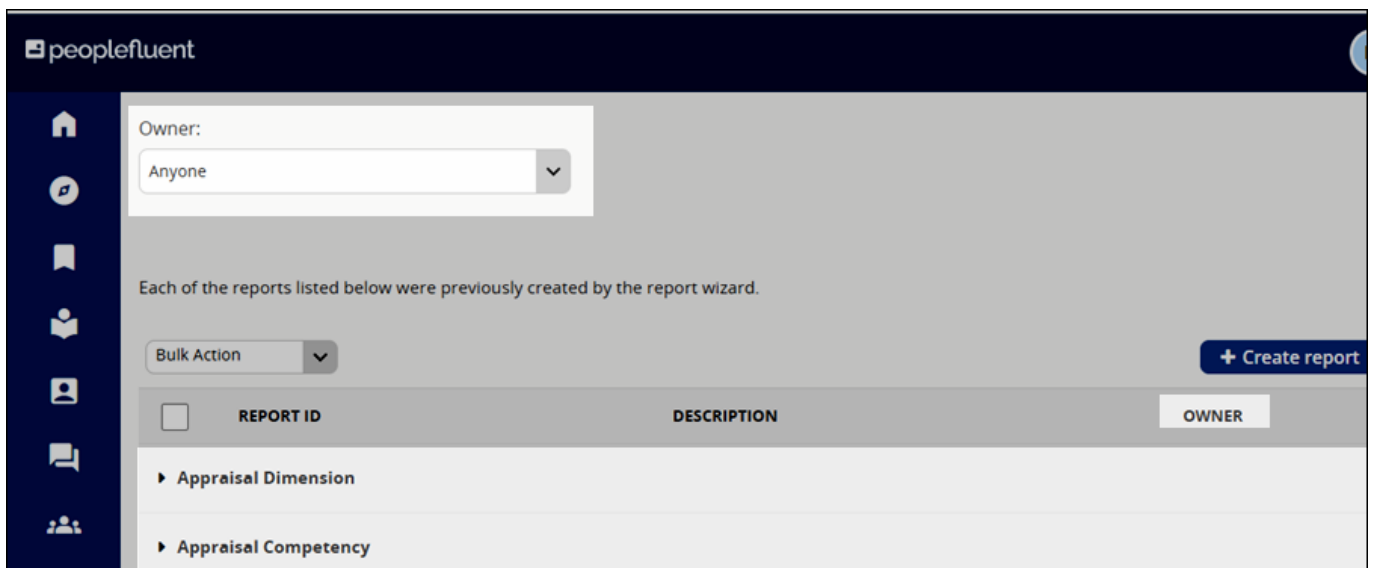 peoplefluent
Owner:
Anyone
Each of the reports listed below were previously created by the report wizard.
Bulk Action
+ Create report
REPORT ID DESCRIPTION OWNER
Appraisal Dimension
Appraisal Competency